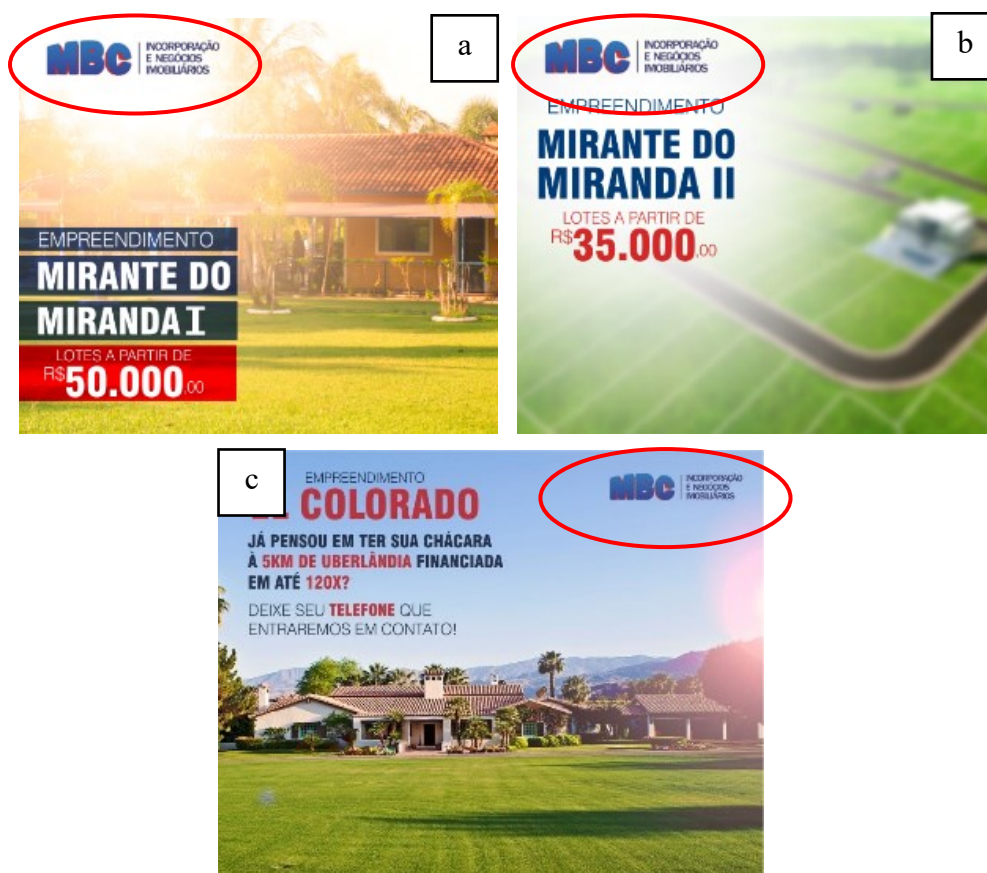 MBC
INCORPORAÇÃO
E NEGÓCIOS
IMOBILIÁRIOS
a
EMPREENDIMENTO
MIRANTE DO
MIRANDA I
LOTES A PARTIR DE
R$50.000,00
MBC
INCORPORAÇÃO
E NEGÓCIOS
IMOBILIÁRIOS
b
EMPREENDIMENTO
MIRANTE DO
MIRANDA II
LOTES A PARTIR DE
R$35.000,00
c
EMPREENDIMENTO
COLORADO
JÁ PENSOU EM TER SUA CHÁCARA
À 5KM DE UBERLÂNDIA FINANCIADA
EM ATÉ 120X?
DEIXE SEU TELEFONE QUE
ENTRAREMOS EM CONTATO!
MBC
INCORPORAÇÃO
E NEGÓCIOS
IMOBILIÁRIOS